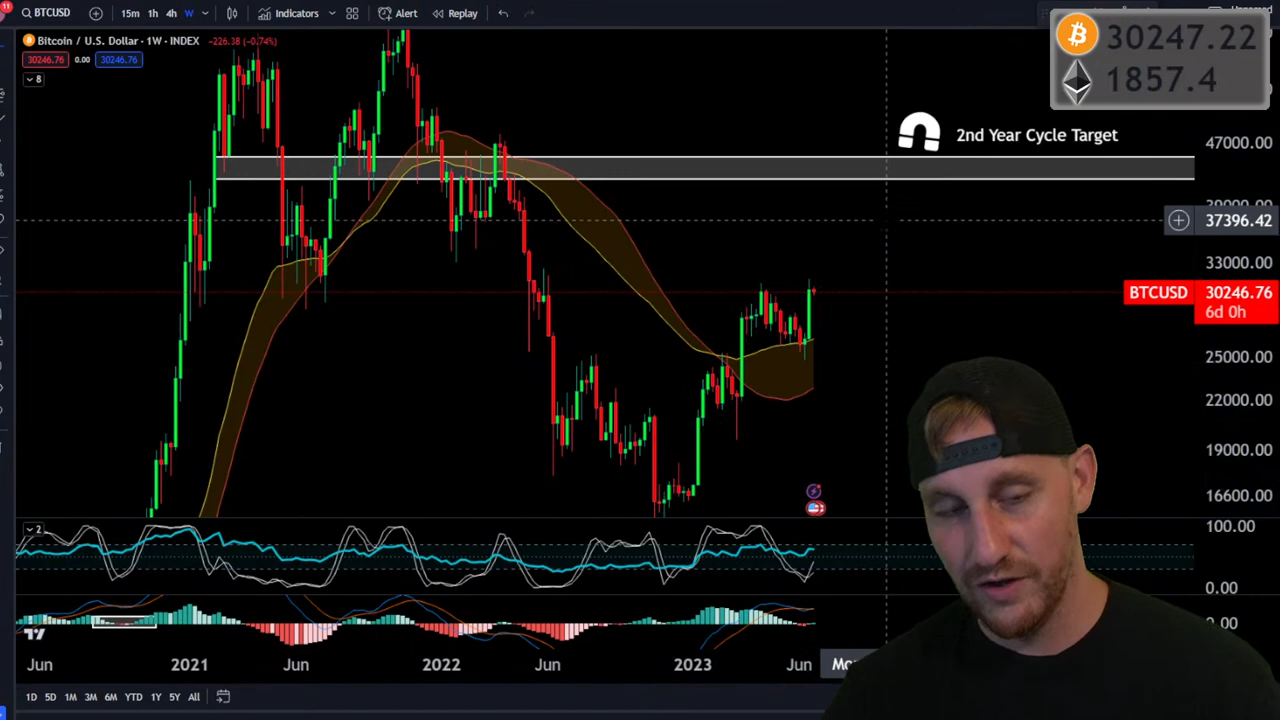 11
BTCUSD 15m 1h 4h W Indicators Alert Replay
Bitcoin / U.S. Dollar · 1W · INDEX -226.38 (-0.74%)
30246.76 0.00 30246.76
8
30247.22
1857.4
2nd Year Cycle Target
47000.00
37396.42
33000.00
BTCUSD 30246.76
6d 0h
25000.00
22000.00
19000.00
16600.00
2
100.00
0.00
Jun 2021 Jun 2022 Jun 2023 Jun
1D 5D 1M 3M 6M YTD 1Y 5Y All